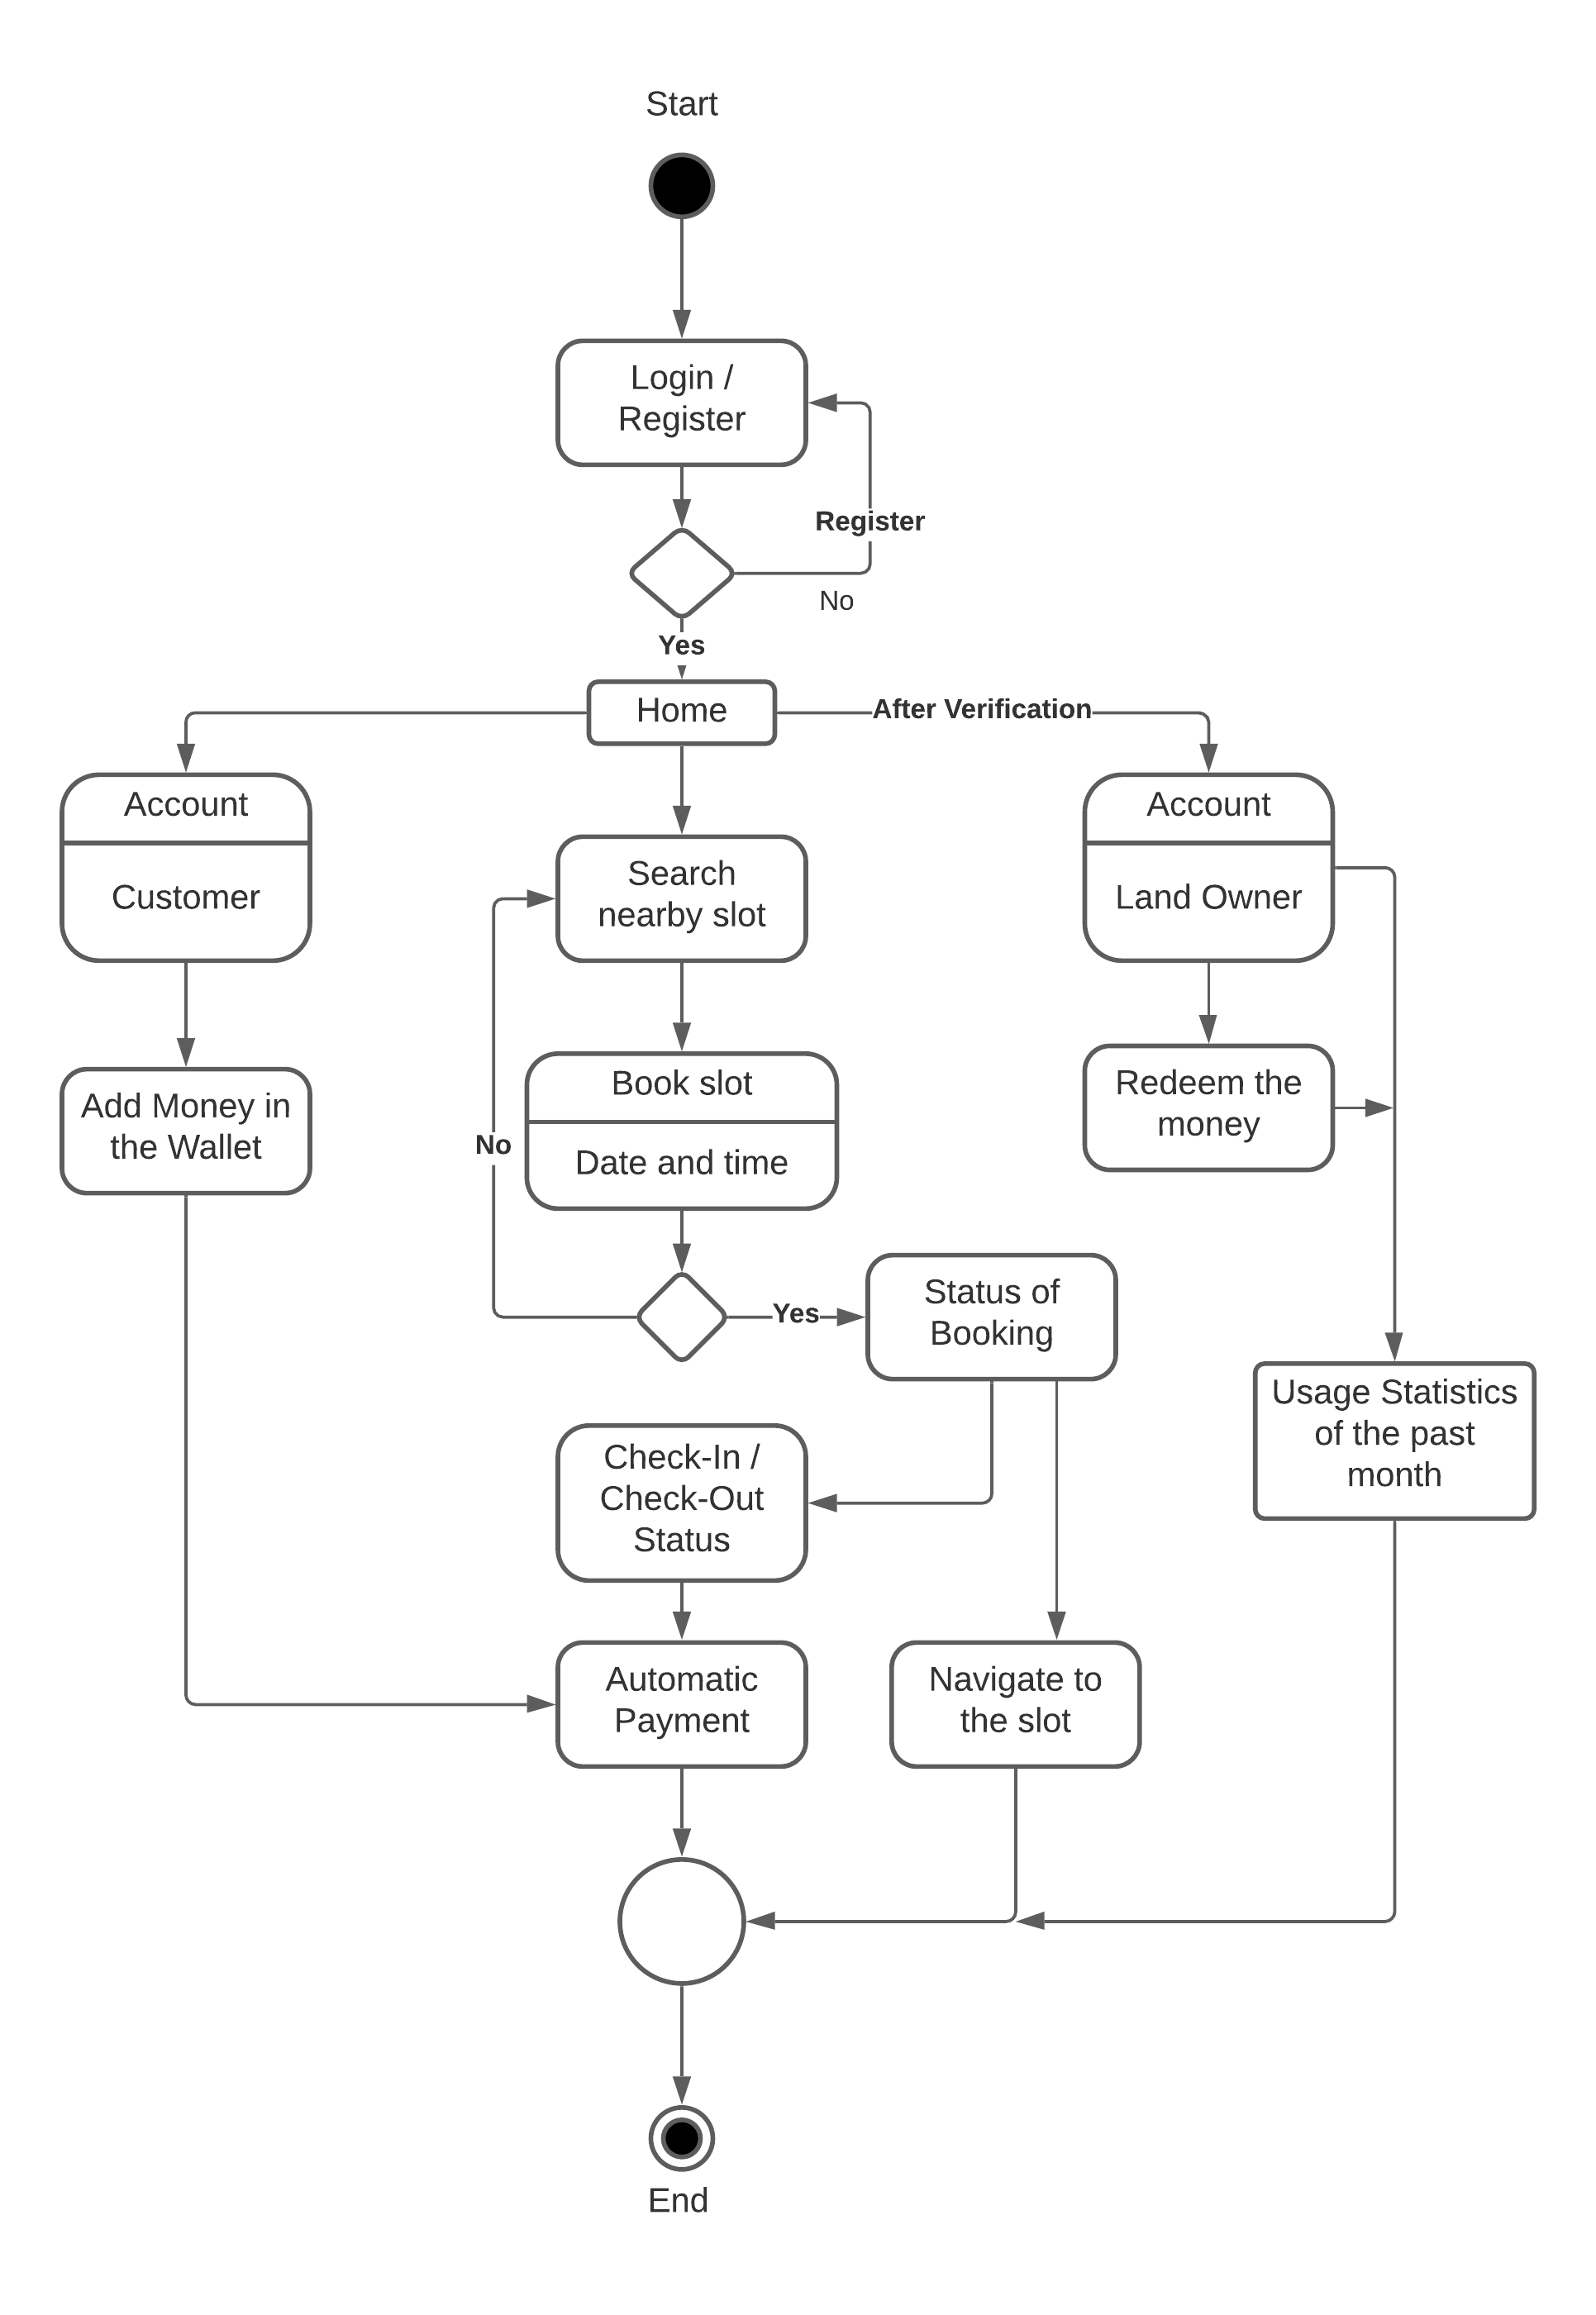 Start
Login /
Register
Register
No
Yes
Home
After Verification
Account
Customer
Search
nearby slot
Account
Land Owner
Add Money in
the Wallet
No
Book slot
Date and time
Redeem the
money
Yes
Status of
Booking
Usage Statistics
of the past
month
Check-In /
Check-Out
Status
Automatic
Payment
Navigate to
the slot
End